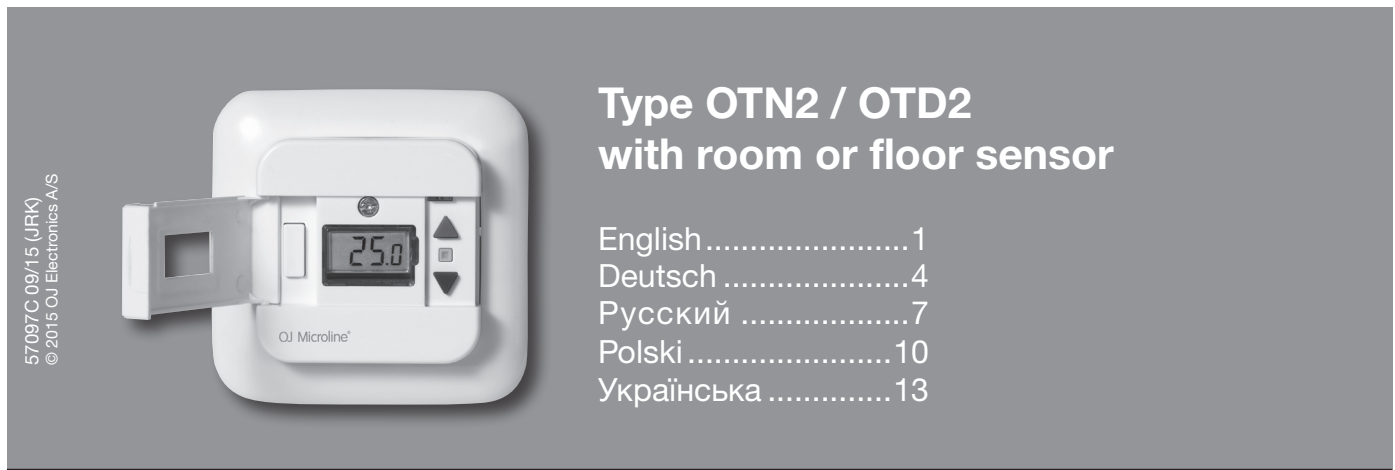 57097C 09/15 (JRK)
© 2015 OJ Electronics A/S
25.0
OJ Microline®
Type OTN2 / OTD2
with room or floor sensor
English......................1
Deutsch.....................4
Русский....................7
Polski......................10
Українська..............13